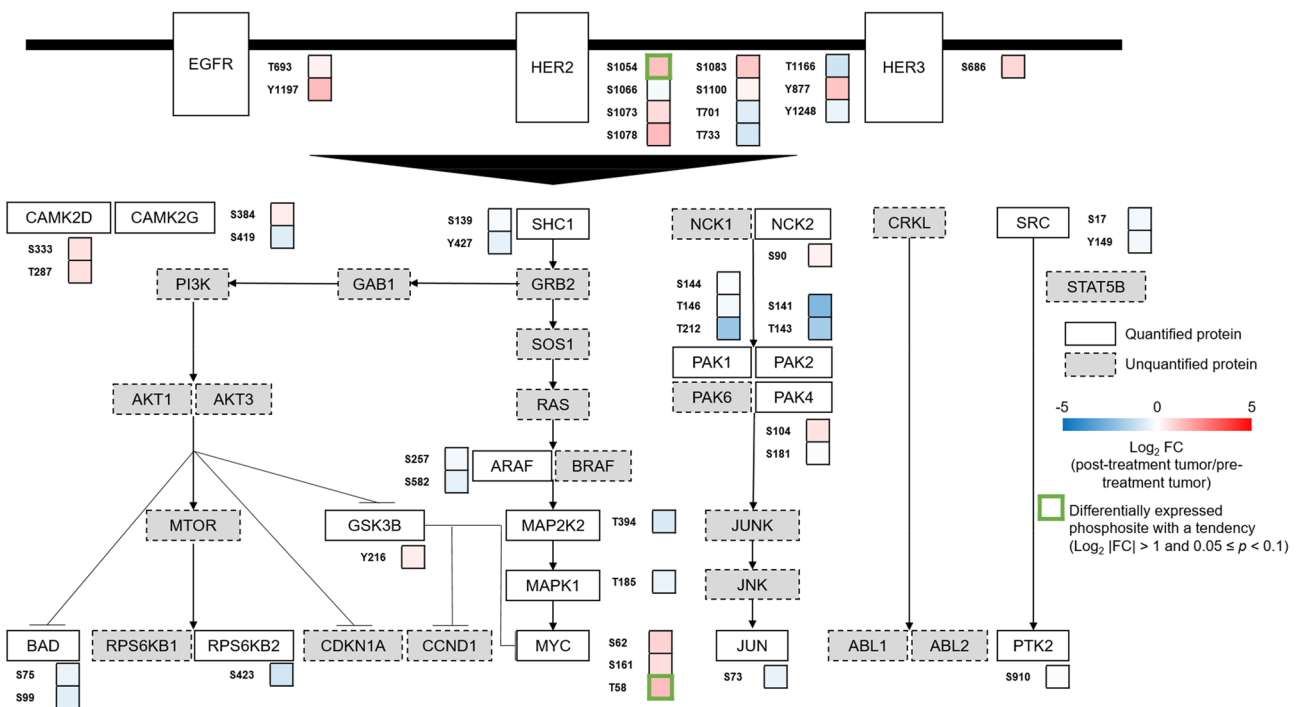 EGFR
T693
Y1197
HER2
S1054
S1066
S1073
S1078
S1083
S1100
T701
T733
T1166
Y877
Y1248
HER3
S686
CAMK2D
CAMK2G
S384
S419
S333
T287
S139
Y427
SHC1
NCK1
NCK2
S90
CRKL
SRC
S17
Y149
PI3K
GAB1
GRB2
STAT5B
S144
T146
T212
S141
T143
SOS1
Quantified protein
Unquantified protein
PAK1
PAK2
PAK6
PAK4
S104
S181
AKT1
AKT3
RAS
-5
0
5
Log2 FC
(post-treatment tumor/pre-
treatment tumor)
S257
S582
ARAF
BRAF
Differentially expressed
phosphosite with a tendency
(Log2 |FC| > 1 and 0.05 ≤ p < 0.1)
MTOR
GSK3B
Y216
MAP2K2
T394
JUNK
MAPK1
T185
JNK
BAD
S75
S99
RPS6KB1
RPS6KB2
S423
CDKN1A
CCND1
MYC
S62
S161
T58
JUN
S73
ABL1
ABL2
PTK2
S910